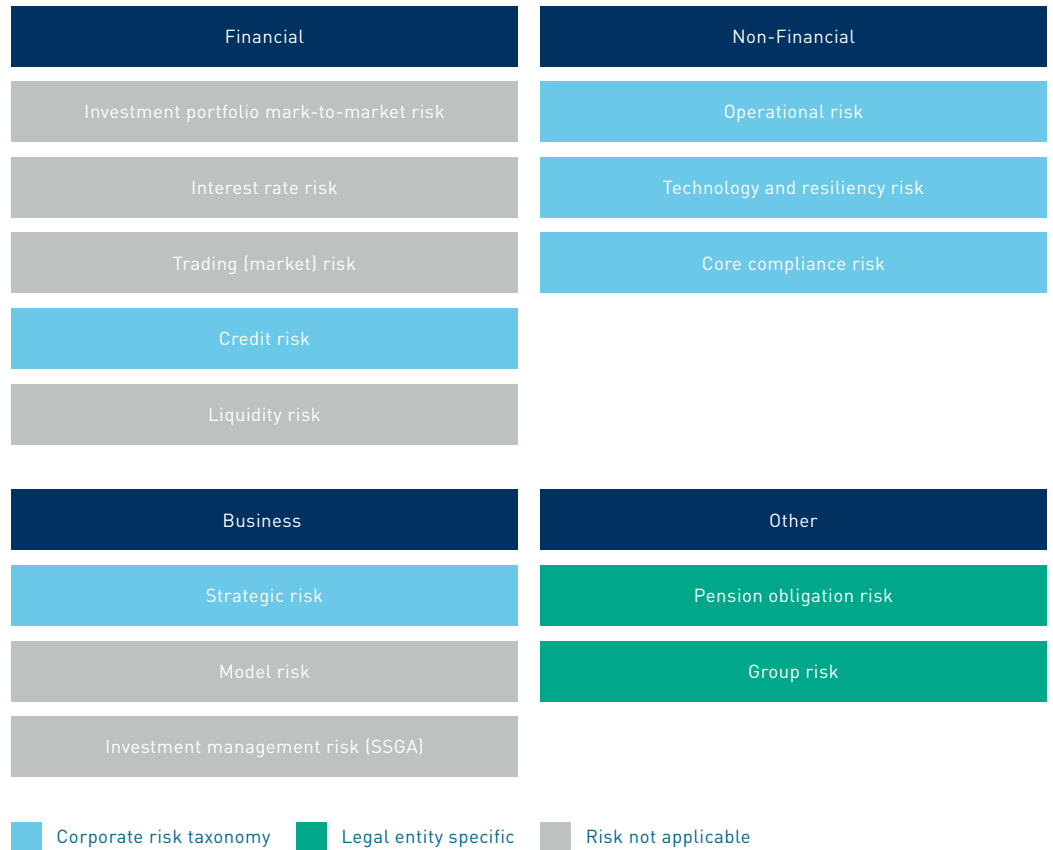 Financial
Investment portfolio mark-to-market risk
Interest rate risk
Trading (market) risk
Credit risk
Liquidity risk
Non-Financial
Operational risk
Technology and resiliency risk
Core compliance risk
Business
Strategic risk
Model risk
Investment management risk (SSGA)
Other
Pension obligation risk
Group risk
Corporate risk taxonomy
Legal entity specific
Risk not applicable